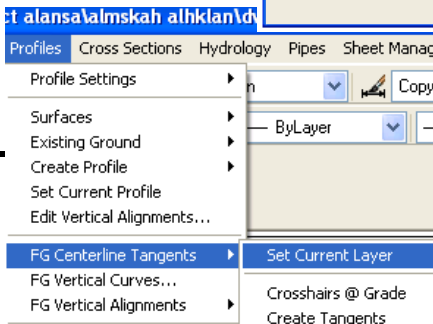 ct alansa\almskah alhklan\d
Profiles Cross Sections Hydrology Pipes Sheet Manag
Profile Settings
Copy
Surfaces
ByLayer
Existing Ground
Create Profile
Set Current Profile
Edit Vertical Alignments...
FG Centerline Tangents Set Current Layer
FG Vertical Curves...
Crosshairs @ Grade
FG Vertical Alignments
Create Tangents